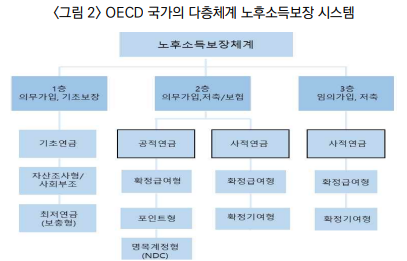 <그림 2> OECD 국가의 다층체계 노후소득보장 시스템
노후소득보장체계
1층
의무가입, 기초보장
2층
의무가입,저축/보험
3층
임의가입, 저축
기초연금
공적연금
사적연금
사적연금
자산조사형/
사회부조
확정급여형
확정급여형
확정급여형
최저연금
(보충형)
포인트형
확정기여형
확정기여형
명목계정형
(NDC)